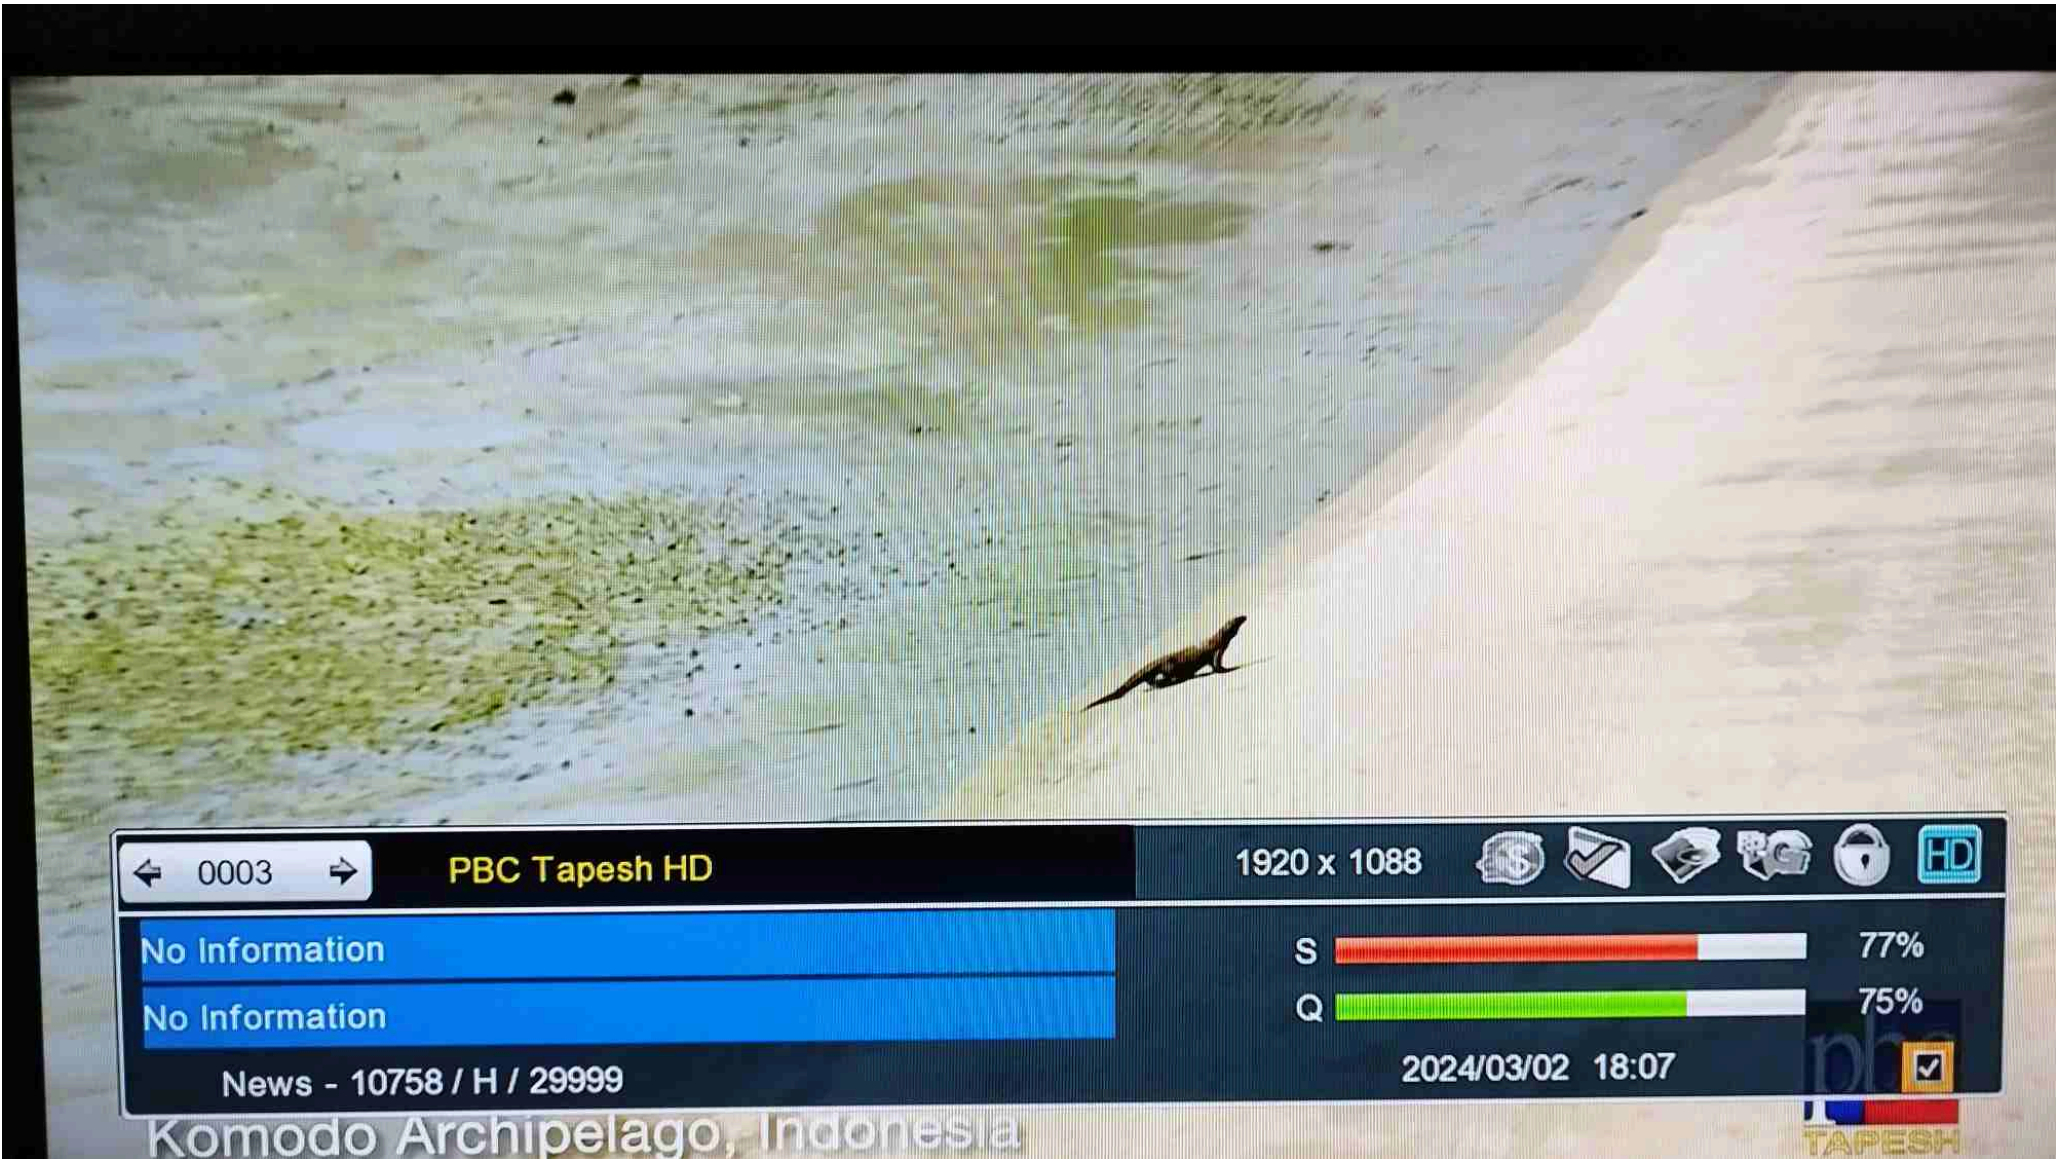 0003
PBC Tapesh HD
1920 x 1088
$
HD
No Information
S
77%
No Information
Q
75%
News - 10758 / H / 29999
2024/03/02 18:07
Komodo Archipelago, Indonesia
TAPESH